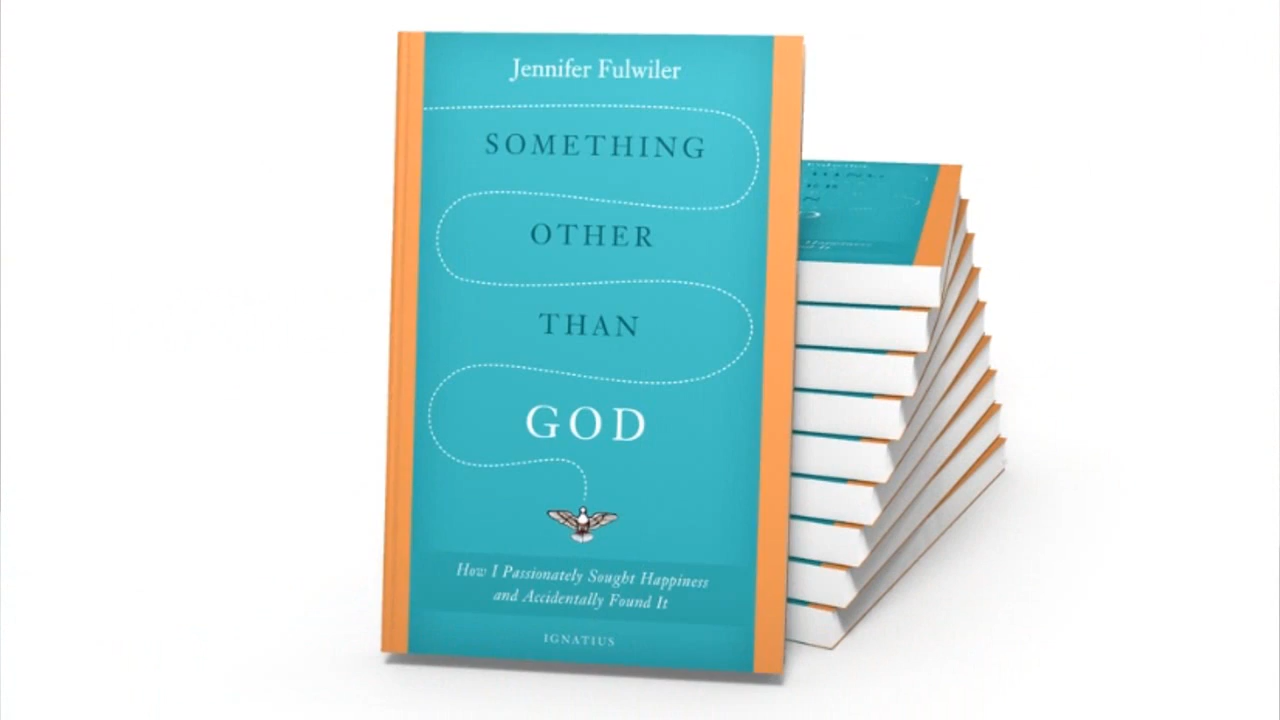 Jennifer Fulwiler
SOMETHING
OTHER
THAN
GOD
How I Passionately Sought Happiness
and Accidentally Found It
IGNATIUS